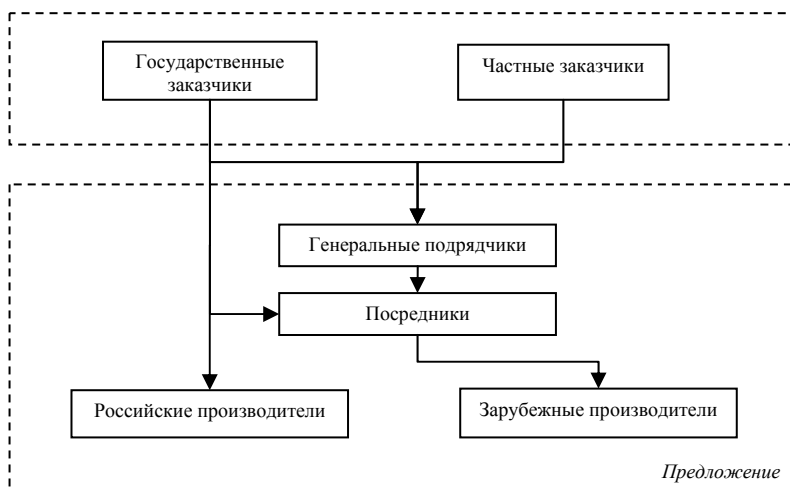 Государственные
заказчики
Частные заказчики
Генеральные подрядчики
Посредники
Российские производители
Зарубежные производители
Предложение